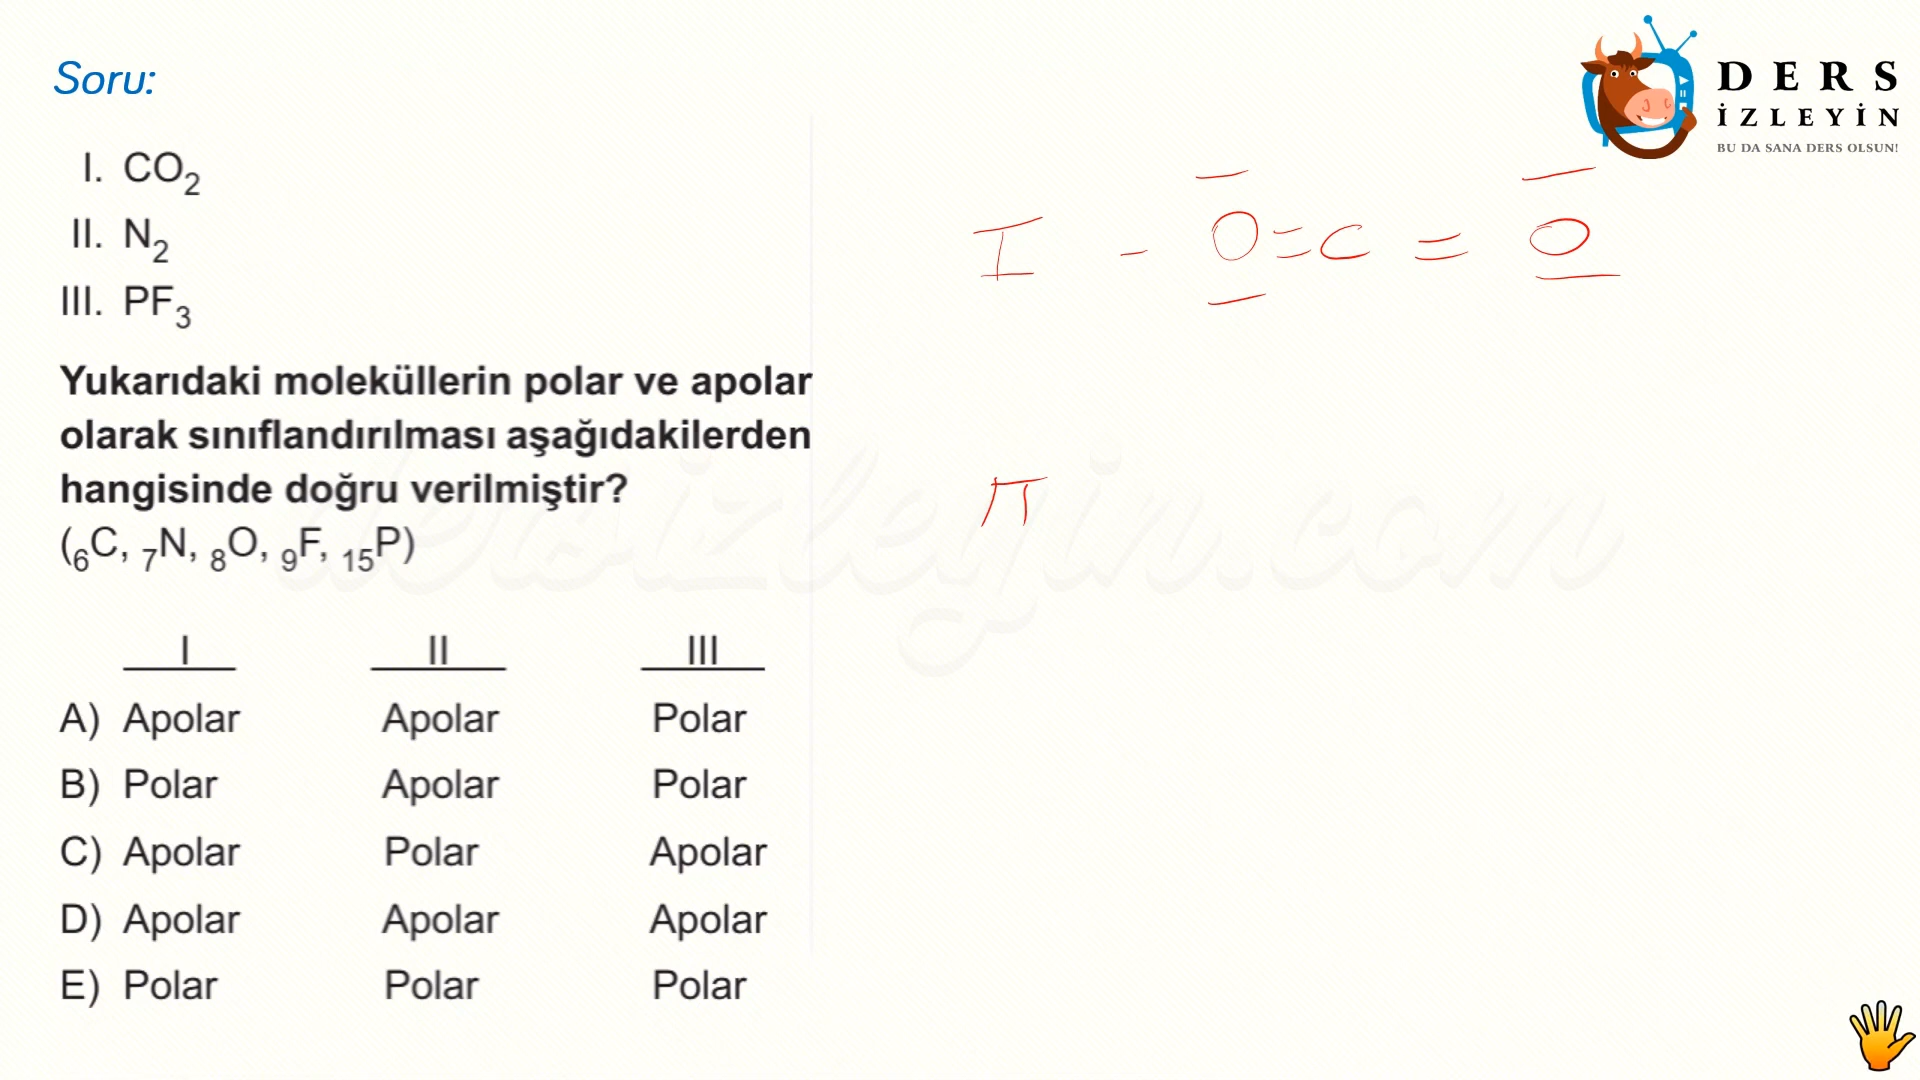 Soru:
DERS
İZLEYİN
BU DA SANA DERS OLSUN!
I. CO₂
II. N₂
III. PF₃
Yukarıdaki moleküllerin polar ve apolar
olarak sınıflandırılması aşağıdakilerden
hangisinde doğru verilmiştir?
(₆C, ₇N, ₈O, ₉F, ₁₅P)
I II III
A) Apolar Apolar Polar
B) Polar Apolar Polar
C) Apolar Polar Apolar
D) Apolar Apolar Apolar
E) Polar Polar Polar
I - O=C=O
II
dersizleyin.com